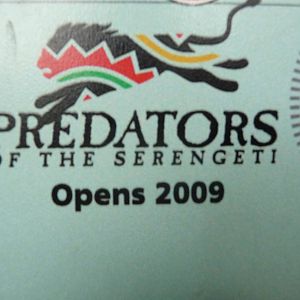 PREDATORS
OF THE SERENGETI
Opens 2009